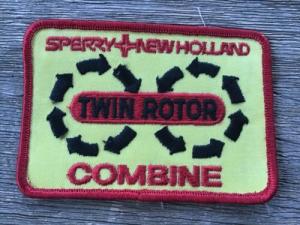 SPERRY NEW HOLLAND
TWIN ROTOR
COMBINE